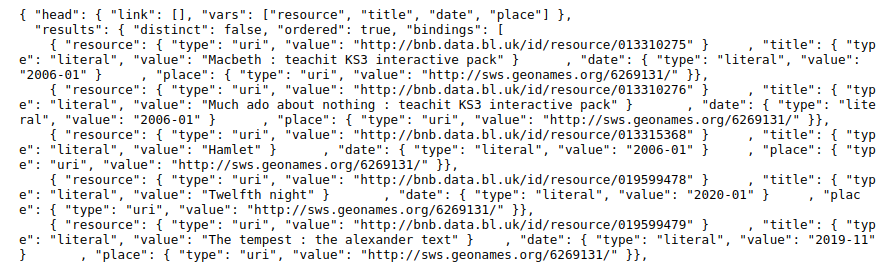 { "head": { "link": [], "vars": ["resource", "title", "date", "place"] },
  "results": { "distinct": false, "ordered": true, "bindings": [
    { "resource": { "type": "uri", "value": "http://bnb.data.bl.uk/id/resource/013310275" }     , "title": { "typ
e": "literal", "value": "Macbeth : teachit KS3 interactive pack" }     , "date": { "type": "literal", "value":
"2006-01" }     , "place": { "type": "uri", "value": "http://sws.geonames.org/6269131/" }},
    { "resource": { "type": "uri", "value": "http://bnb.data.bl.uk/id/resource/013310276" }     , "title": { "typ
e": "literal", "value": "Much ado about nothing : teachit KS3 interactive pack" }       , "date": { "type": "lite
ral", "value": "2006-01" }      , "place": { "type": "uri", "value": "http://sws.geonames.org/6269131/" }},
    { "resource": { "type": "uri", "value": "http://bnb.data.bl.uk/id/resource/013315368" }     , "title": { "typ
e": "literal", "value": "Hamlet" }      , "date": { "type": "literal", "value": "2006-01" }     , "place": { "typ
e": "uri", "value": "http://sws.geonames.org/6269131/" }},
    { "resource": { "type": "uri", "value": "http://bnb.data.bl.uk/id/resource/019599478" }     , "title": { "typ
e": "literal", "value": "Twelfth night" }       , "date": { "type": "literal", "value": "2020-01" }     , "plac
e": { "type": "uri", "value": "http://sws.geonames.org/6269131/" }},
    { "resource": { "type": "uri", "value": "http://bnb.data.bl.uk/id/resource/019599479" }     , "title": { "typ
e": "literal", "value": "The tempest : the alexander text" }    , "date": { "type": "literal", "value": "2019-11"
}       , "place": { "type": "uri", "value": "http://sws.geonames.org/6269131/" }},